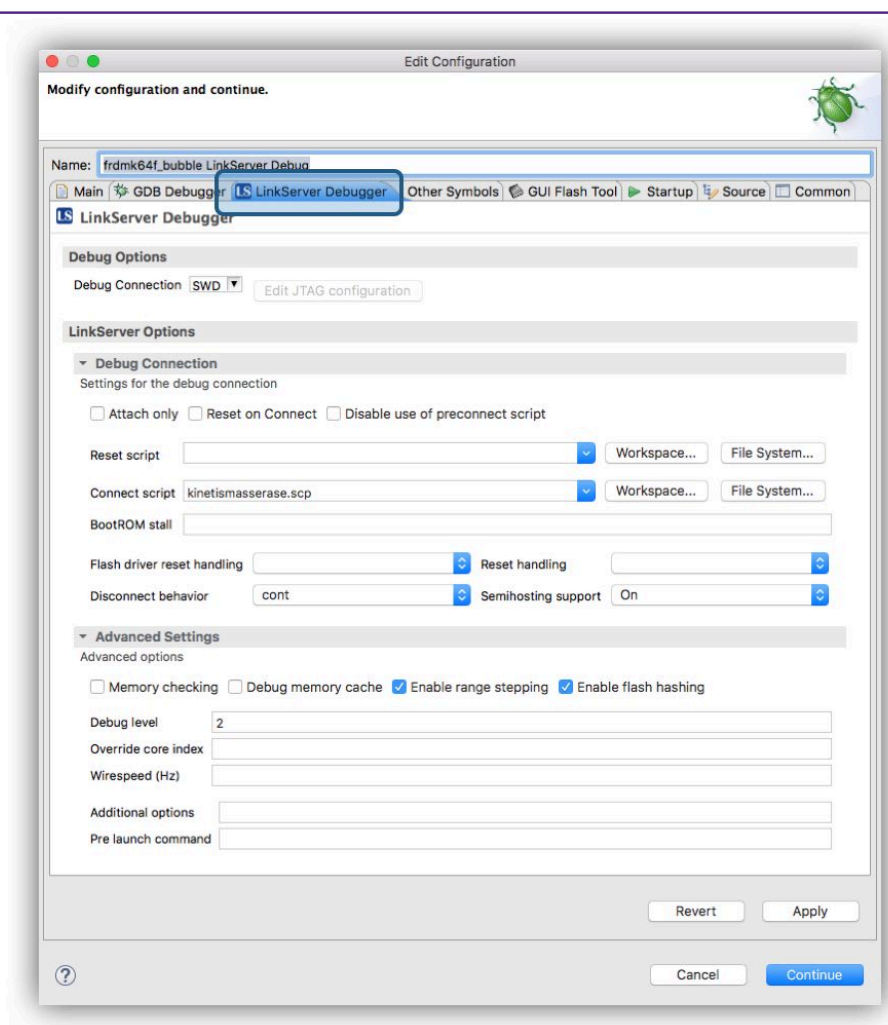 Edit Configuration
Modify configuration and continue.
Name: frdmk64f_bubble LinkServer Debug
Main GDB Debugger LS LinkServer Debugger Other Symbols GUI Flash Tool Startup Source Common
LS LinkServer Debugger
Debug Options
Debug Connection SWD Edit JTAG configuration
LinkServer Options
Debug Connection
Settings for the debug connection
Attach only Reset on Connect Disable use of preconnect script
Reset script Workspace... File System...
Connect script kinetismasserase.scp Workspace... File System...
BootROM stall
Flash driver reset handling Reset handling
Disconnect behavior cont Semihosting support On
Advanced Settings
Advanced options
Memory checking Debug memory cache Enable range stepping Enable flash hashing
Debug level 2
Override core index
Wirespeed (Hz)
Additional options
Pre launch command
Revert Apply
? Cancel Continue